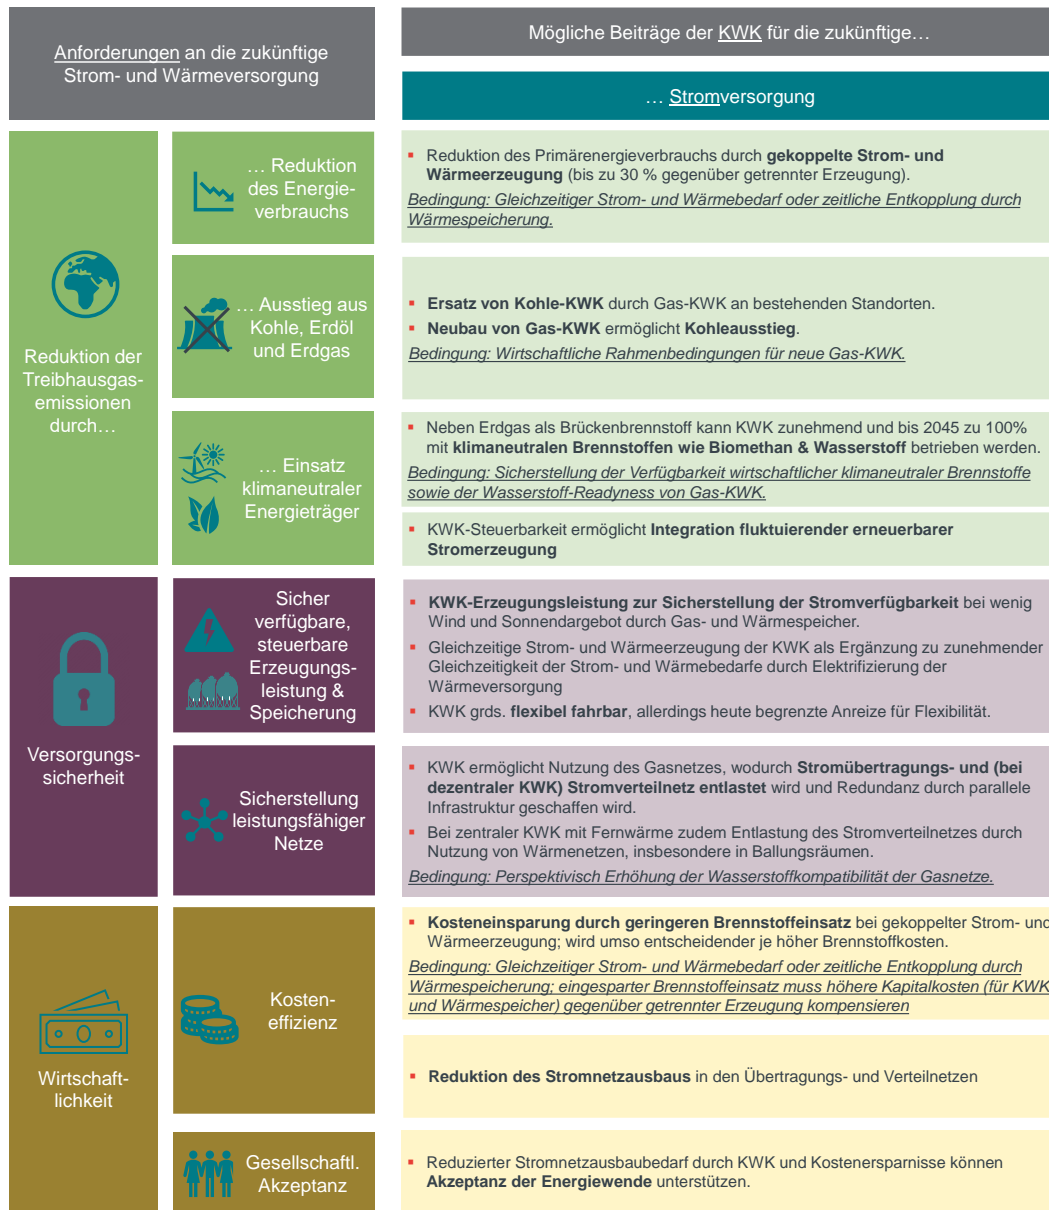 Anforderungen an die zukünftige
Strom- und Wärmeversorgung
Mögliche Beiträge der KWK für die zukünftige…
… Stromversorgung
Reduktion der
Treibhausgas-
emissionen
durch…
… Reduktion
des Energie-
verbrauchs
▪ Reduktion des Primärenergieverbrauchs durch gekoppelte Strom- und
Wärmeerzeugung (bis zu 30 % gegenüber getrennter Erzeugung).
Bedingung: Gleichzeitiger Strom- und Wärmebedarf oder zeitliche Entkopplung durch
Wärmespeicherung.
… Ausstieg aus
Kohle, Erdöl
und Erdgas
▪ Ersatz von Kohle-KWK durch Gas-KWK an bestehenden Standorten.
▪ Neubau von Gas-KWK ermöglicht Kohleausstieg.
Bedingung: Wirtschaftliche Rahmenbedingungen für neue Gas-KWK.
… Einsatz
klimaneutraler
Energieträger
▪ Neben Erdgas als Brückenbrennstoff kann KWK zunehmend und bis 2045 zu 100%
mit klimaneutralen Brennstoffen wie Biomethan & Wasserstoff betrieben werden.
Bedingung: Sicherstellung der Verfügbarkeit wirtschaftlicher klimaneutraler Brennstoffe
sowie der Wasserstoff-Readyness von Gas-KWK.
▪ KWK-Steuerbarkeit ermöglicht Integration fluktuierender erneuerbarer
Stromerzeugung
Versorgungs-
sicherheit
Sicher
verfügbare,
steuerbare
Erzeugungs-
leistung &
Speicherung
▪ KWK-Erzeugungsleistung zur Sicherstellung der Stromverfügbarkeit bei wenig
Wind und Sonnendargebot durch Gas- und Wärmespeicher.
▪ Gleichzeitige Strom- und Wärmeerzeugung der KWK als Ergänzung zu zunehmender
Gleichzeitigkeit der Strom- und Wärmebedarfe durch Elektrifizierung der
Wärmeversorgung
▪ KWK grds. flexibel fahrbar, allerdings heute begrenzte Anreize für Flexibilität.
Sicherstellung
leistungsfähiger
Netze
▪ KWK ermöglicht Nutzung des Gasnetzes, wodurch Stromübertragungs- und (bei
dezentraler KWK) Stromverteilnetz entlastet wird und Redundanz durch parallele
Infrastruktur geschaffen wird.
▪ Bei zentraler KWK mit Fernwärme zudem Entlastung des Stromverteilnetzes durch
Nutzung von Wärmenetzen, insbesondere in Ballungsräumen.
Bedingung: Perspektivisch Erhöhung der Wasserstoffkompatibilität der Gasnetze.
Wirtschaft-
lichkeit
Kosten-
effizienz
▪ Kosteneinsparung durch geringeren Brennstoffeinsatz bei gekoppelter Strom- und
Wärmeerzeugung; wird umso entscheidender je höher Brennstoffkosten.
Bedingung: Gleichzeitiger Strom- und Wärmebedarf oder zeitliche Entkopplung durch
Wärmespeicherung; eingesparter Brennstoffeinsatz muss höhere Kapitalkosten (für KWK
und Wärmespeicher) gegenüber getrennter Erzeugung kompensieren
▪ Reduktion des Stromnetzausbaus in den Übertragungs- und Verteilnetzen
Gesellschaftl.
Akzeptanz
▪ Reduzierter Stromnetzausbaubedarf durch KWK und Kostenersparnisse können
Akzeptanz der Energiewende unterstützen.